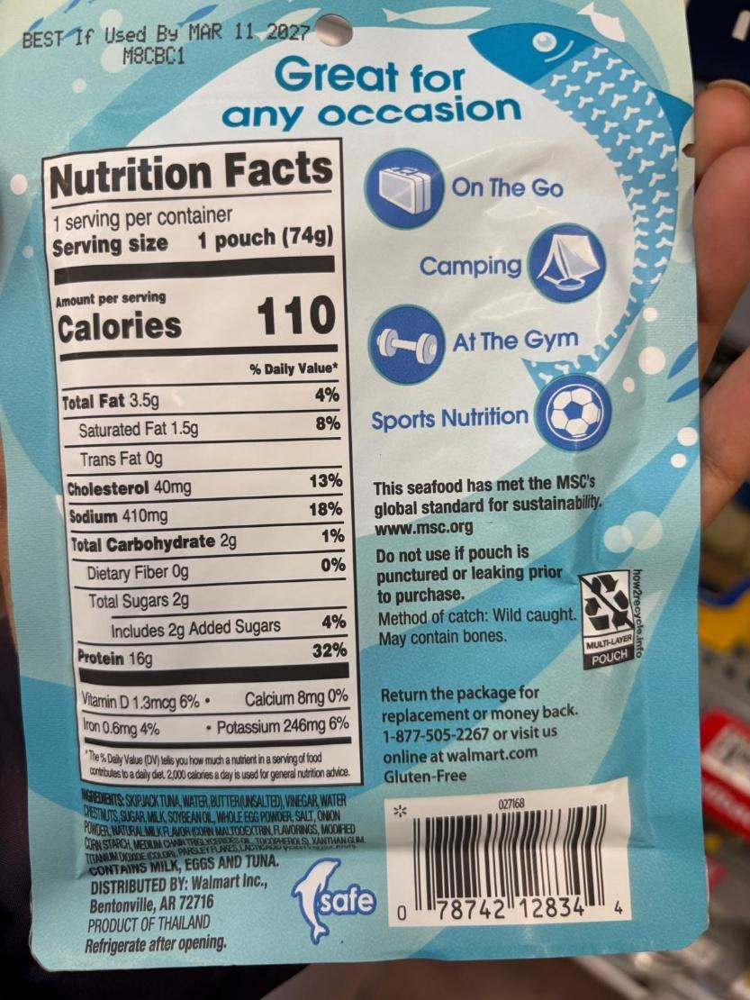 BEST If Used By MAR 11 2027
M8CBC1
Great for
any occasion
Nutrition Facts
1 serving per container
Serving size 1 pouch (74g)
Amount per serving
Calories 110
% Daily Value*
Total Fat 3.5g 4%
Saturated Fat 1.5g 8%
Trans Fat 0g
Cholesterol 40mg 13%
Sodium 410mg 18%
Total Carbohydrate 2g 1%
Dietary Fiber 0g 0%
Total Sugars 2g
Includes 2g Added Sugars 4%
Protein 16g 32%
Vitamin D 1.3mcg 6% • Calcium 8mg 0%
Iron 0.6mg 4% • Potassium 246mg 6%
*The % Daily Value (DV) tells you how much a nutrient in a serving of food
contributes to a daily diet. 2,000 calories a day is used for general nutrition advice.
INGREDIENTS: SKIPJACK TUNA, WATER, BUTTER (UNSALTED), VINEGAR, WATER
CHESTNUTS, SUGAR, MILK, SOYBEAN OIL, WHOLE EGG POWDER, SALT, ONION
POWDER, NATURAL MILK FLAVOR (CORN MALTODEXTRIN, FLAVORINGS, MODIFIED
CORN STARCH, MEDIUM CHAIN TRIGLYCERIDES OIL, TOCOPHEROLS), XANTHAN GUM,
TITANIUM DIOXIDE (COLOR), PARSLEY FLAKES,
CONTAINS MILK, EGGS AND TUNA.
DISTRIBUTED BY: Walmart Inc.,
Bentonville, AR 72716
PRODUCT OF THAILAND
Refrigerate after opening.
safe
On The Go
Camping
At The Gym
Sports Nutrition
This seafood has met the MSC's
global standard for sustainability.
www.msc.org
Do not use if pouch is
punctured or leaking prior
to purchase.
Method of catch: Wild caught.
May contain bones.
MULTI-LAYER
POUCH
how2recycle.info
Return the package for
replacement or money back.
1-877-505-2267 or visit us
online at walmart.com
Gluten-Free
027168
0 78742 12834 4